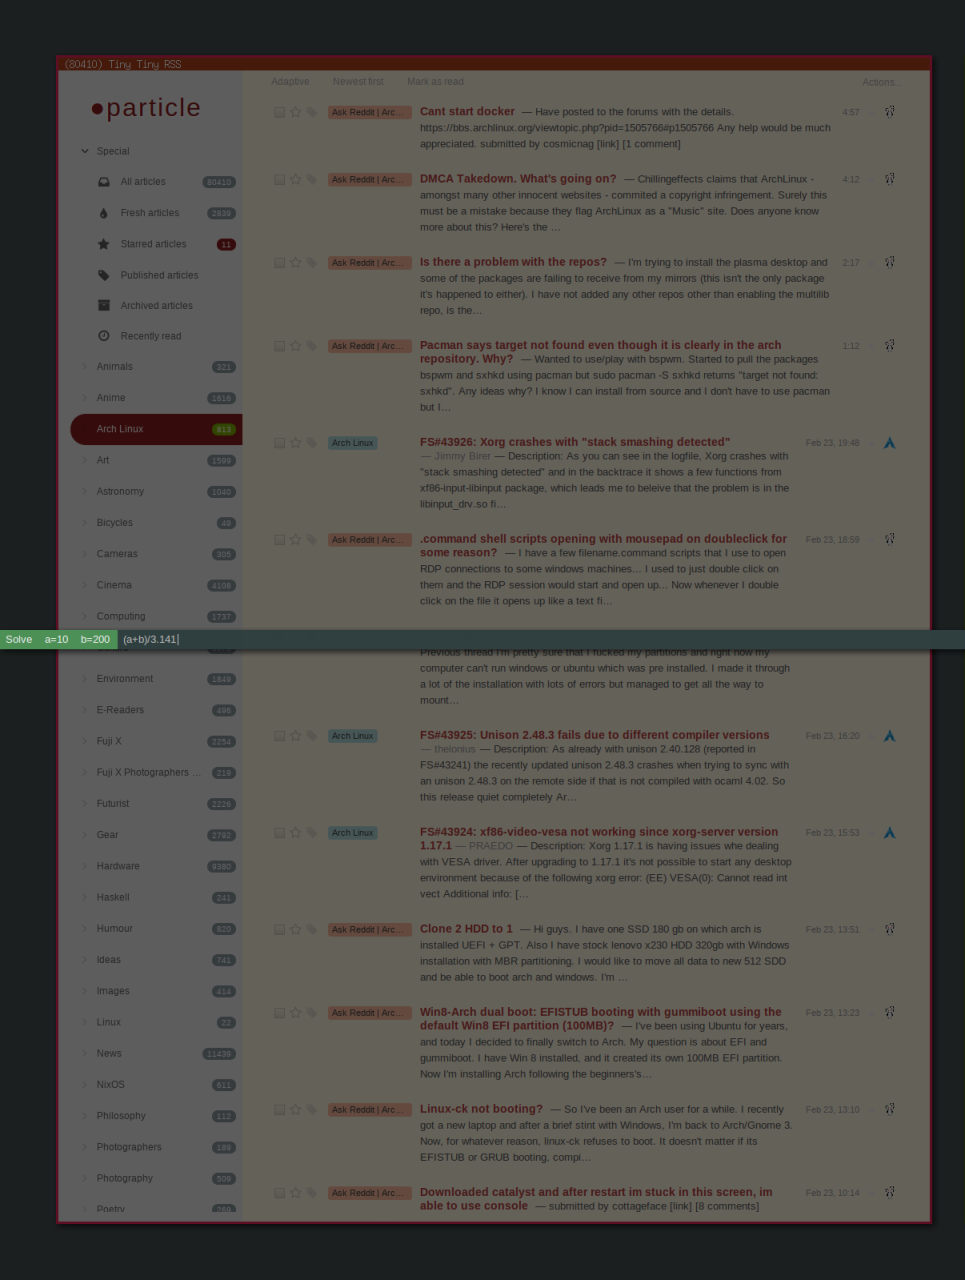 (80410) Tiny Tiny RSS
Adaptive Newest first Mark as read Actions...
particle
Special
All articles 80410
Fresh articles 2839
Starred articles 11
Published articles
Archived articles
Recently read
Animals 321
Anime 1616
Arch Linux 813
Art 1599
Astronomy 1040
Bicycles 49
Cameras 305
Cinema 4108
Computing 1737
Environment 1849
E-Readers 496
Fuji X 2254
Fuji X Photographers ... 219
Futurist 2226
Gear 2792
Hardware 9380
Haskell 241
Humour 820
Ideas 741
Images 414
Linux 22
News 11439
NixOS 611
Philosophy 112
Photographers 189
Photography 509
Poetry 269
Ask Reddit | Arc... Cant start docker — Have posted to the forums with the details. 4:57
https://bbs.archlinux.org/viewtopic.php?pid=1505766#p1505766 Any help would be much
appreciated. submitted by cosmicnag [link] [1 comment]
Ask Reddit | Arc... DMCA Takedown. What's going on? — Chillingeffects claims that ArchLinux - 4:12
amongst many other innocent websites - commited a copyright infringement. Surely this
must be a mistake because they flag ArchLinux as a "Music" site. Does anyone know
more about this? Here's the ...
Ask Reddit | Arc... Is there a problem with the repos? — I'm trying to install the plasma desktop and 2:17
some of the packages are failing to receive from my mirrors (this isn't the only package
it's happened to either). I have not added any other repos other than enabling the multilib
repo, is the...
Ask Reddit | Arc... Pacman says target not found even though it is clearly in the arch 1:12
repository. Why? — Wanted to use/play with bspwm. Started to pull the packages
bspwm and sxhkd using pacman but sudo pacman -S sxhkd returns "target not found:
sxhkd". Any ideas why? I know I can install from source and I don't have to use pacman
but I...
Arch Linux FS#43926: Xorg crashes with "stack smashing detected" Feb 23, 19:48
— Jimmy Birer — Description: As you can see in the logfile, Xorg crashes with
"stack smashing detected" and in the backtrace it shows a few functions from
xf86-input-libinput package, which leads me to beleive that the problem is in the
libinput_drv.so fi...
Ask Reddit | Arc... .command shell scripts opening with mousepad on doubleclick for Feb 23, 18:59
some reason? — I have a few filename.command scripts that I use to open
RDP connections to some windows machines... I used to just double click on
them and the RDP session would start and open up... Now whenever I double
click on the file it opens up like a text fi...
Solve a=10 b=200 (a+b)/3.141
Previous thread I'm pretty sure that I fucked my partitions and right now my
computer can't run windows or ubuntu which was pre installed. I made it through
a lot of the installation with lots of errors but managed to get all the way to
mount...
Arch Linux FS#43925: Unison 2.48.3 fails due to different compiler versions Feb 23, 16:20
— thelonius — Description: As already with unison 2.40.128 (reported in
FS#43241) the recently updated unison 2.48.3 crashes when trying to sync with
an unison 2.48.3 on the remote side if that is not compiled with ocaml 4.02. So
this release quiet completely Ar...
Arch Linux FS#43924: xf86-video-vesa not working since xorg-server version Feb 23, 15:53
1.17.1 — PRAEDO — Description: Xorg 1.17.1 is having issues whe dealing
with VESA driver. After upgrading to 1.17.1 it's not possible to start any desktop
environment because of the following xorg error: (EE) VESA(0): Cannot read int
vect Additional info: [...
Ask Reddit | Arc... Clone 2 HDD to 1 — Hi guys. I have one SSD 180 gb on which arch is Feb 23, 13:51
installed UEFI + GPT. Also I have stock lenovo x230 HDD 320gb with Windows
installation with MBR partitioning. I would like to move all data to new 512 SDD
and be able to boot arch and windows. I'm ...
Ask Reddit | Arc... Win8-Arch dual boot: EFISTUB booting with gummiboot using the Feb 23, 13:23
default Win8 EFI partition (100MB)? — I've been using Ubuntu for years,
and today I decided to finally switch to Arch. My question is about EFI and
gummiboot. I have Win 8 installed, and it created its own 100MB EFI partition.
Now I'm installing Arch following the beginners's...
Ask Reddit | Arc... Linux-ck not booting? — So I've been an Arch user for a while. I recently Feb 23, 13:10
got a new laptop and after a brief stint with Windows, I'm back to Arch/Gnome 3.
Now, for whatever reason, linux-ck refuses to boot. It doesn't matter if its
EFISTUB or GRUB booting, compi...
Ask Reddit | Arc... Downloaded catalyst and after restart im stuck in this screen, im Feb 23, 10:14
able to use console — submitted by cottageface [link] [8 comments]